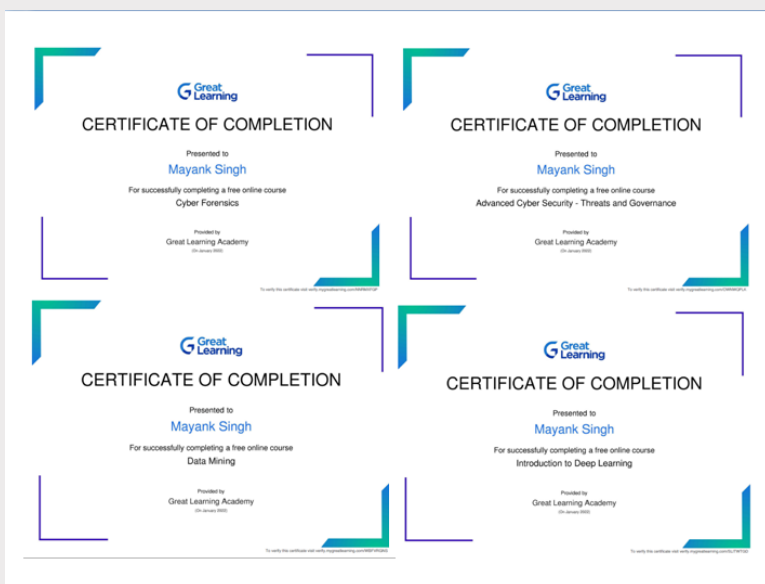 Great
Learning
CERTIFICATE OF COMPLETION
Presented to
Mayank Singh
For successfully completing a free online course
Cyber Forensics
Provided by
Great Learning Academy
Great
Learning
CERTIFICATE OF COMPLETION
Presented to
Mayank Singh
For successfully completing a free online course
Advanced Cyber Security - Threats and Governance
Provided by
Great Learning Academy
Great
Learning
CERTIFICATE OF COMPLETION
Presented to
Mayank Singh
For successfully completing a free online course
Data Mining
Provided by
Great Learning Academy
Great
Learning
CERTIFICATE OF COMPLETION
Presented to
Mayank Singh
For successfully completing a free online course
Introduction to Deep Learning
Provided by
Great Learning Academy